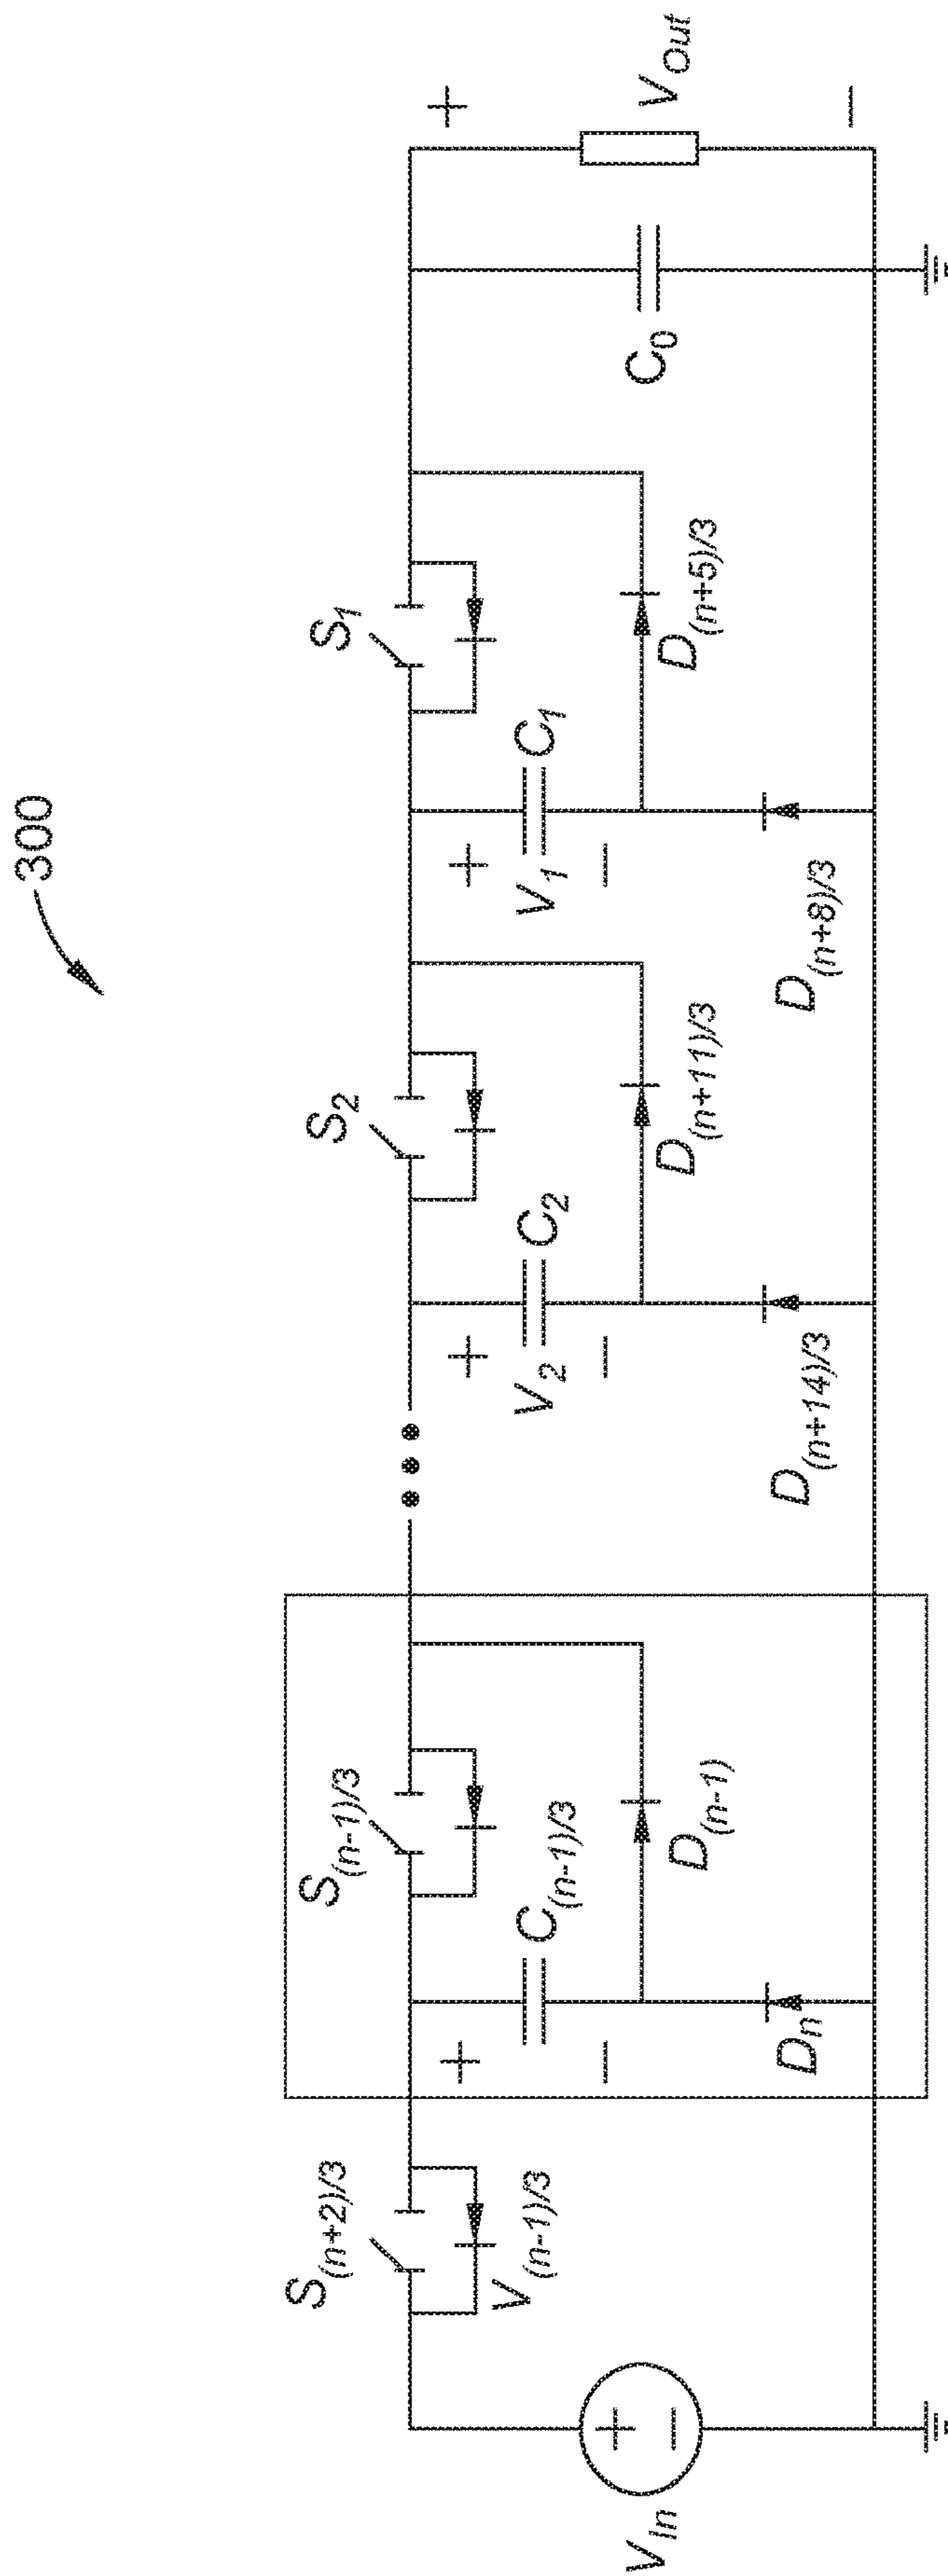 300
S(n+2)/3
S(n-1)/3
S2
S1
+
+
+
+
V(n-1)/3
C(n-1)/3
V2
C2
V1
C1
−
−
−
VIn
+
−
D(n-1)
D(n+11)/3
D(n+5)/3
C0
VOut
Dn
D(n+14)/3
D(n+8)/3
−